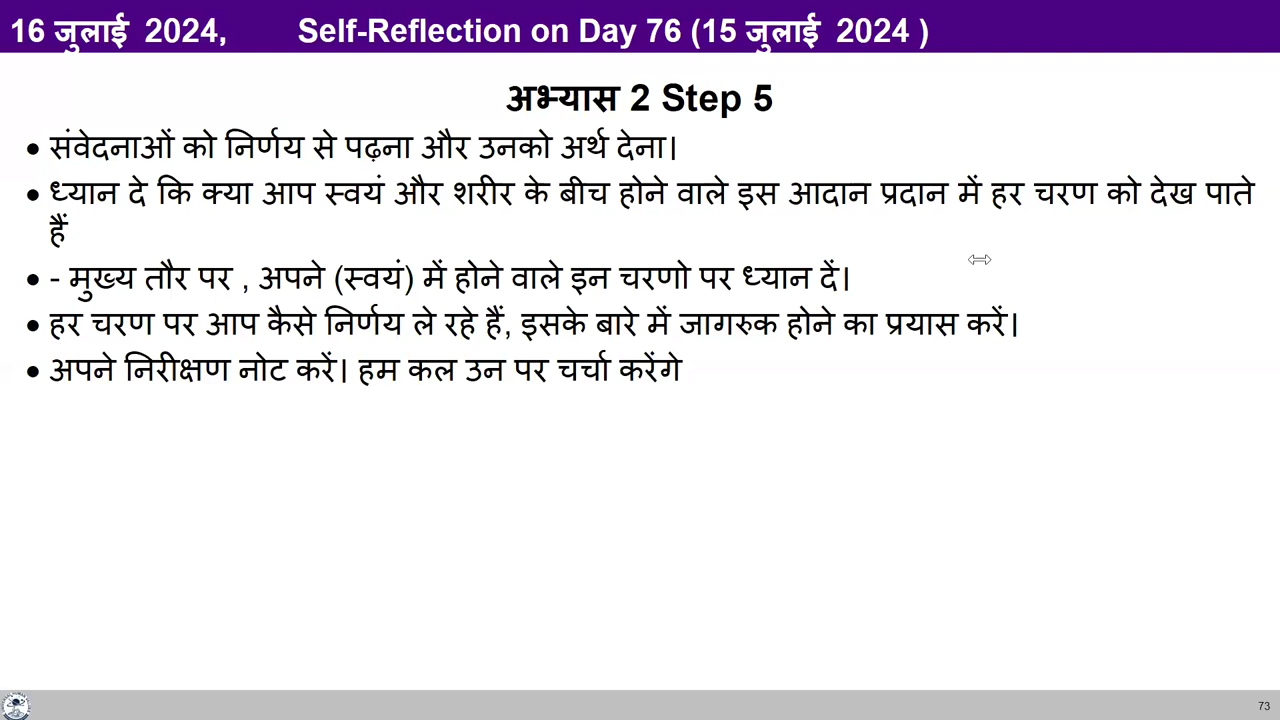 16 जुलाई 2024, Self-Reflection on Day 76 (15 जुलाई 2024 )
अभ्यास 2 Step 5
• संवेदनाओं को निर्णय से पढ़ना और उनको अर्थ देना।
• ध्यान दे कि क्या आप स्वयं और शरीर के बीच होने वाले इस आदान प्रदान में हर चरण को देख पाते
हैं
• - मुख्य तौर पर , अपने (स्वयं) में होने वाले इन चरणो पर ध्यान दें।
• हर चरण पर आप कैसे निर्णय ले रहे हैं, इसके बारे में जागरुक होने का प्रयास करें।
• अपने निरीक्षण नोट करें। हम कल उन पर चर्चा करेंगे
73